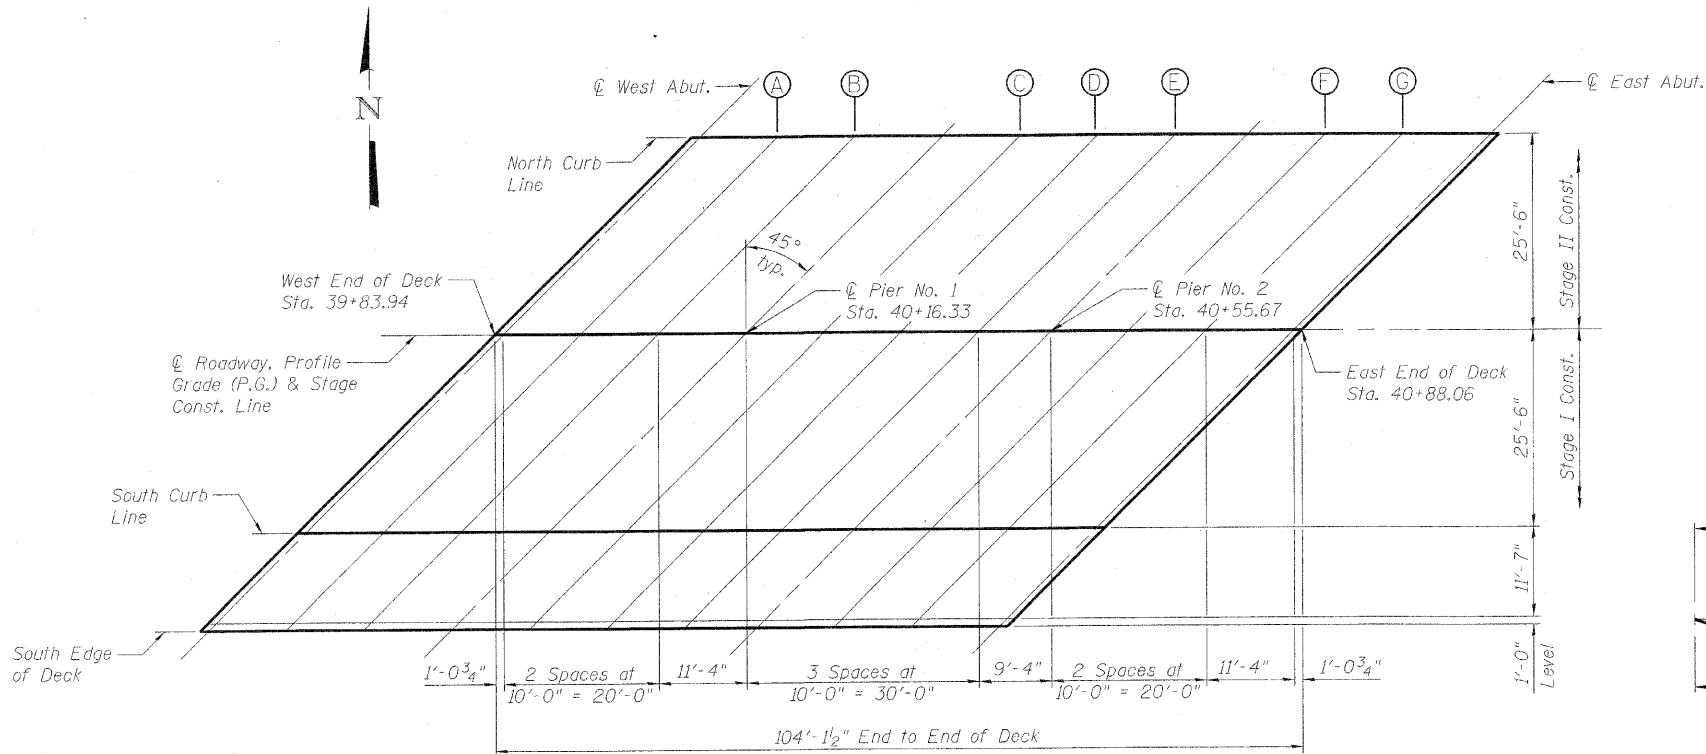 N
℄ West Abut.
A
B
C
D
E
F
G
℄ East Abut.
North Curb
Line
45°
typ.
West End of Deck
Sta. 39+83.94
℄ Pier No. 1
Sta. 40+16.33
℄ Pier No. 2
Sta. 40+55.67
25'-6"
Stage II Const.
℄ Roadway, Profile
Grade (P.G.) & Stage
Const. Line
East End of Deck
Sta. 40+88.06
25'-6"
Stage I Const.
South Curb
Line
11'-7"
South Edge
of Deck
1'-0¾"
2 Spaces at
10'-0" = 20'-0"
11'-4"
3 Spaces at
10'-0" = 30'-0"
9'-4"
2 Spaces at
10'-0" = 20'-0"
11'-4"
1'-0¾"
1'-0"
Level
104'-1½" End to End of Deck